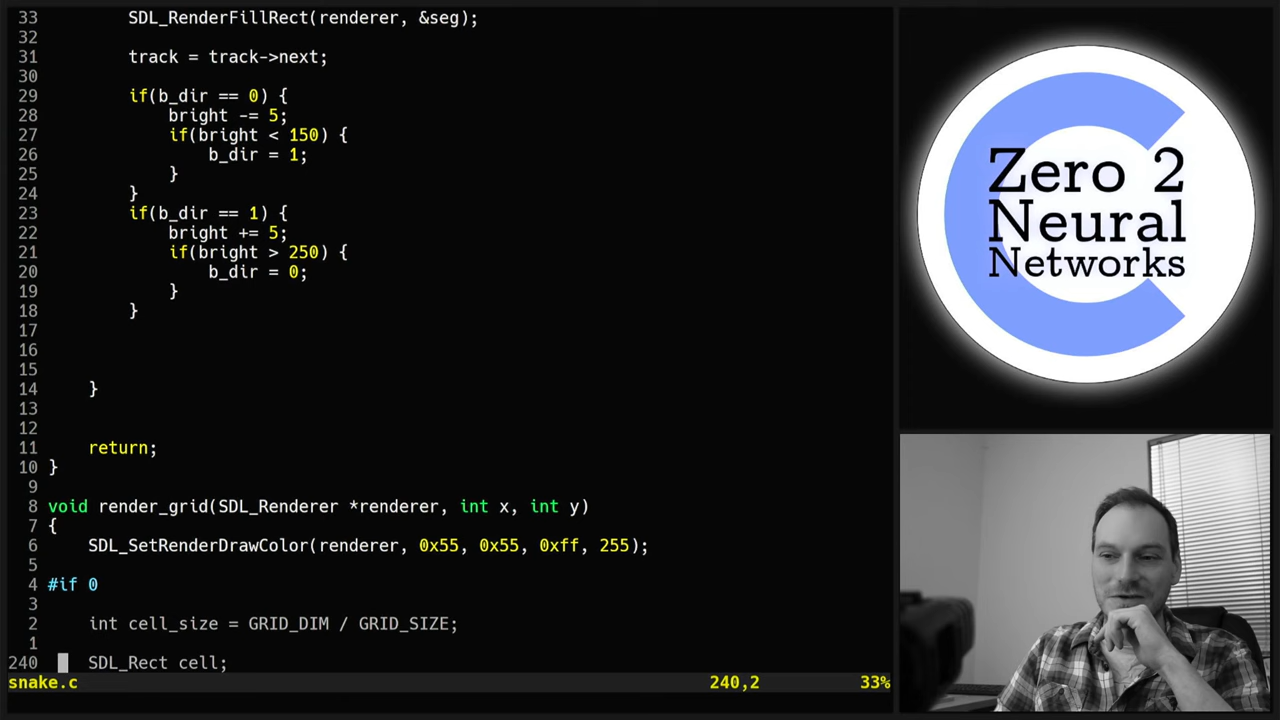 33 SDL_RenderFillRect(renderer, &seg);
32
31 track = track->next;
30
29 if(b_dir == 0) {
28 bright -= 5;
27 if(bright < 150) {
26 b_dir = 1;
25 }
24 }
23 if(b_dir == 1) {
22 bright += 5;
21 if(bright > 250) {
20 b_dir = 0;
19 }
18 }
17
16
15
14 }
13
12
11 return;
10 }
9
8 void render_grid(SDL_Renderer *renderer, int x, int y)
7 {
6 SDL_SetRenderDrawColor(renderer, 0x55, 0x55, 0xff, 255);
5
4 #if 0
3
2 int cell_size = GRID_DIM / GRID_SIZE;
1
240 SDL_Rect cell;
snake.c 240,2 33%
Zero 2
Neural
Networks